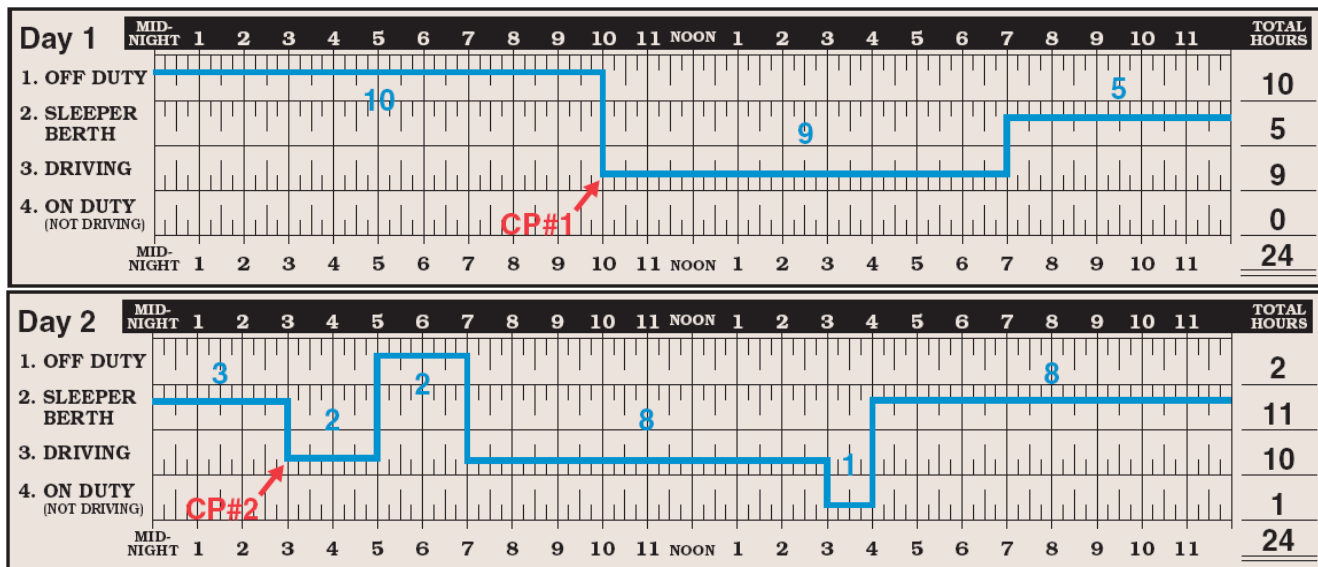 Day 1 MID-NIGHT 1 2 3 4 5 6 7 8 9 10 11 NOON 1 2 3 4 5 6 7 8 9 10 11 TOTAL HOURS
1. OFF DUTY 10 5 10
2. SLEEPER BERTH 9 5
3. DRIVING 9
4. ON DUTY (NOT DRIVING) CP#1 0
MID-NIGHT 1 2 3 4 5 6 7 8 9 10 11 NOON 1 2 3 4 5 6 7 8 9 10 11 24
Day 2 MID-NIGHT 1 2 3 4 5 6 7 8 9 10 11 NOON 1 2 3 4 5 6 7 8 9 10 11 TOTAL HOURS
1. OFF DUTY 3 2 8 2
2. SLEEPER BERTH 2 8 11
3. DRIVING 1 10
4. ON DUTY (NOT DRIVING) CP#2 1
MID-NIGHT 1 2 3 4 5 6 7 8 9 10 11 NOON 1 2 3 4 5 6 7 8 9 10 11 24